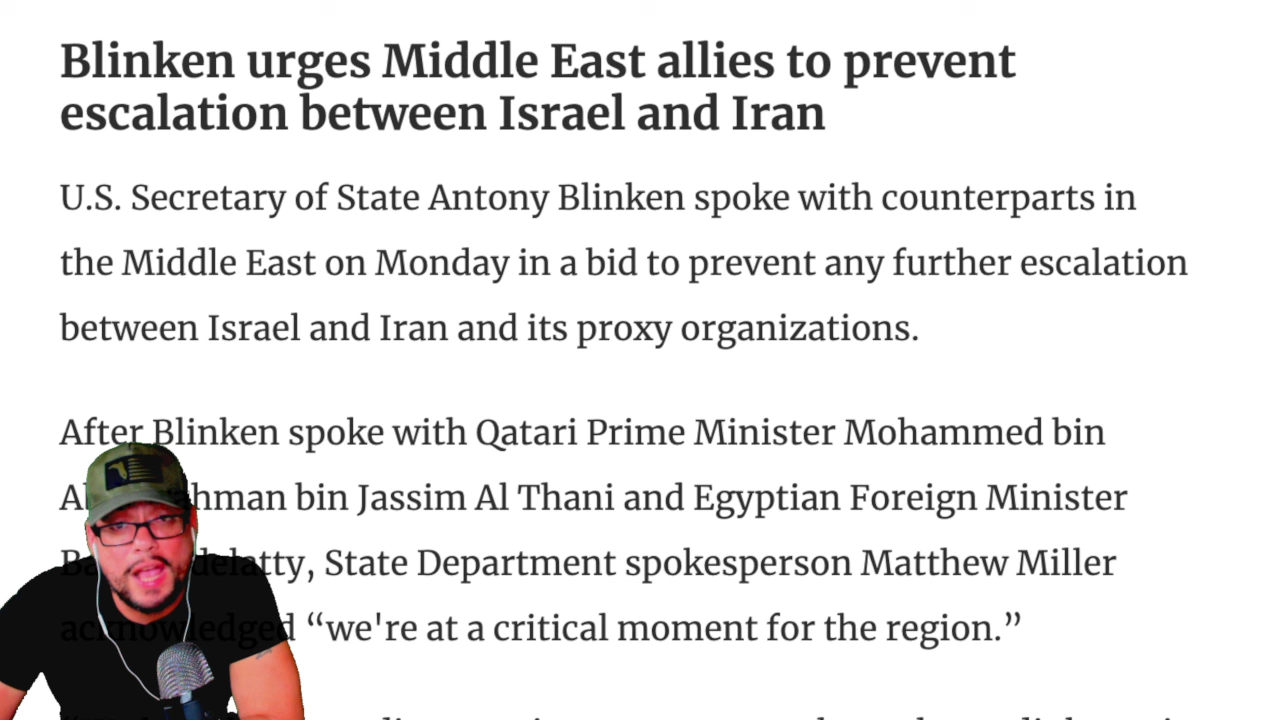 Blinken urges Middle East allies to prevent
escalation between Israel and Iran
U.S. Secretary of State Antony Blinken spoke with counterparts in
the Middle East on Monday in a bid to prevent any further escalation
between Israel and Iran and its proxy organizations.
After Blinken spoke with Qatari Prime Minister Mohammed bin
bin Jassim Al Thani and Egyptian Foreign Minister
State Department spokesperson Matthew Miller
acknowledged “we're at a critical moment for the region.”